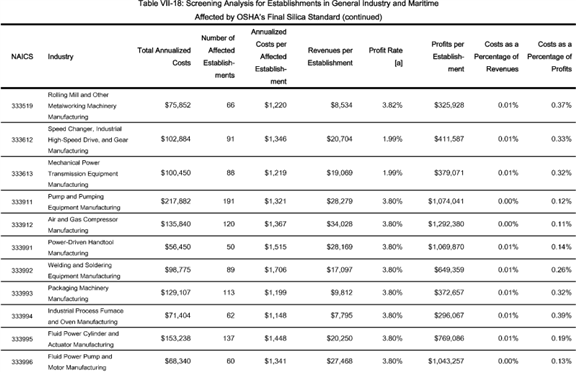 Table VII-18: Screening Analysis for Establishments in General Industry and Maritime
Affected by OSHA's Final Silica Standard (continued)
NAICS Industry Total Annualized Costs Number of Affected Establish-ments Annualized Costs per Affected Establish-ment Revenues per Establishment Profit Rate [a] Profits per Establish-ment Costs as a Percentage of Revenues Costs as a Percentage of Profits
333519 Rolling Mill and Other Metalworking Machinery Manufacturing $75,852 66 $1,220 $8,534 3.82% $325,928 0.01% 0.37%
333612 Speed Changer, Industrial High-Speed Drive, and Gear Manufacturing $102,884 91 $1,346 $20,704 1.99% $411,587 0.01% 0.33%
333613 Mechanical Power Transmission Equipment Manufacturing $100,450 88 $1,219 $19,069 1.99% $379,071 0.01% 0.32%
333911 Pump and Pumping Equipment Manufacturing $217,882 191 $1,321 $28,279 3.80% $1,074,041 0.00% 0.12%
333912 Air and Gas Compressor Manufacturing $135,840 120 $1,367 $34,028 3.80% $1,292,380 0.00% 0.11%
333991 Power-Driven Handtool Manufacturing $56,450 50 $1,515 $28,169 3.80% $1,069,870 0.01% 0.14%
333992 Welding and Soldering Equipment Manufacturing $98,775 89 $1,706 $17,097 3.80% $649,359 0.01% 0.26%
333993 Packaging Machinery Manufacturing $129,107 113 $1,199 $9,812 3.80% $372,657 0.01% 0.32%
333994 Industrial Process Furnace and Oven Manufacturing $71,404 62 $1,148 $7,795 3.80% $296,067 0.01% 0.39%
333995 Fluid Power Cylinder and Actuator Manufacturing $153,238 137 $1,448 $20,250 3.80% $769,086 0.01% 0.19%
333996 Fluid Power Pump and Motor Manufacturing $68,340 60 $1,341 $27,468 3.80% $1,043,257 0.00% 0.13%